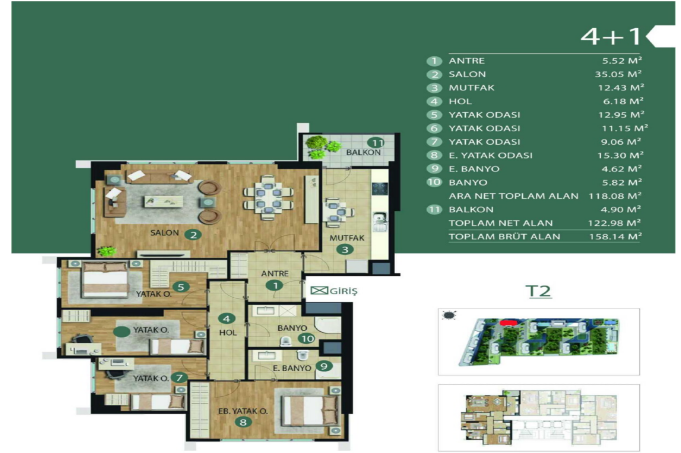 4+1
1 ANTRE 5.52 M²
2 SALON 35.05 M²
3 MUTFAK 12.43 M²
4 HOL 6.18 M²
5 YATAK ODASI 12.95 M²
6 YATAK ODASI 11.15 M²
7 YATAK ODASI 9.06 M²
8 E. YATAK ODASI 15.30 M²
9 E. BANYO 4.62 M²
10 BANYO 5.82 M²
ARA NET TOPLAM ALAN 118.08 M²
11 BALKON 4.90 M²
TOPLAM NET ALAN 122.98 M²
TOPLAM BRÜT ALAN 158.14 M²
11
BALKON
SALON 2
MUTFAK
3
ANTRE
1
GİRİŞ
5
YATAK O.
4
HOL
YATAK O.
BANYO
10
E. BANYO 9
YATAK O. 7
EB. YATAK O.
8
T2